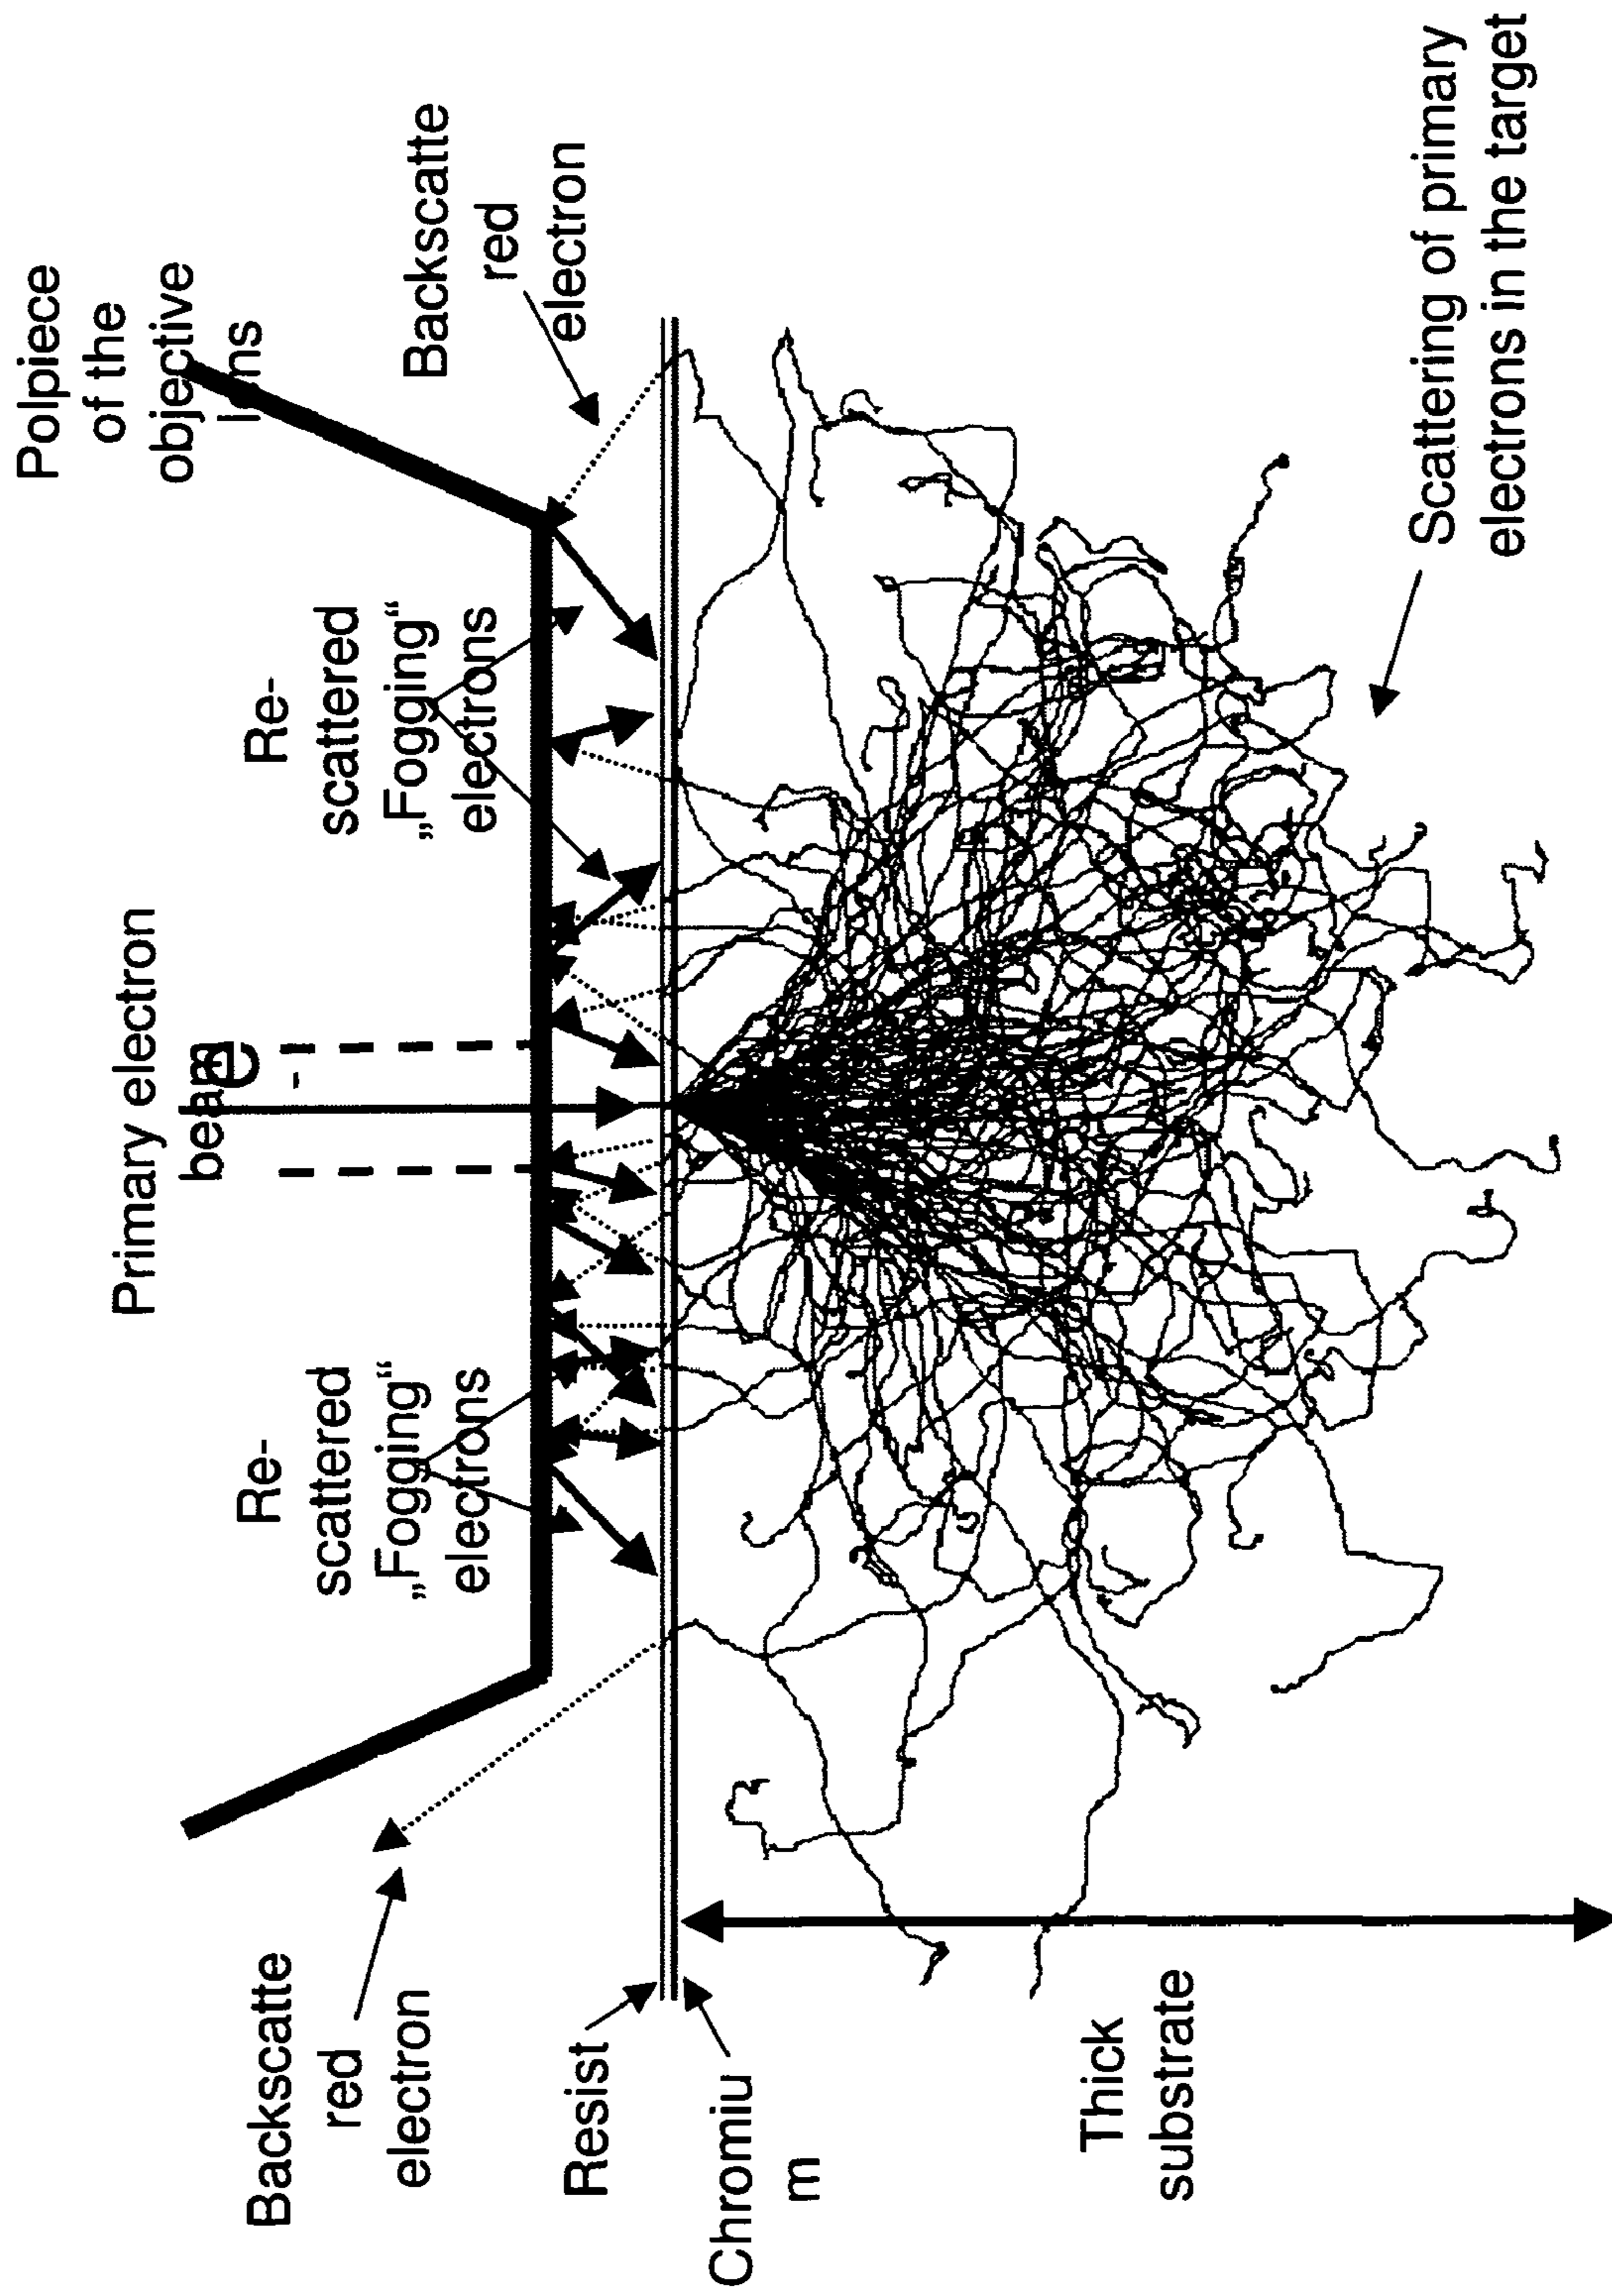 Polpiece
of the
objective
lens
Primary electron
beam
e-
Re-
scattered
„Fogging“
electrons
Re-
scattered
„Fogging“
electrons
Backscatte
red
electron
Backscatte
red
electron
Resist
Chromiu
m
Thick
substrate
Scattering of primary
electrons in the target